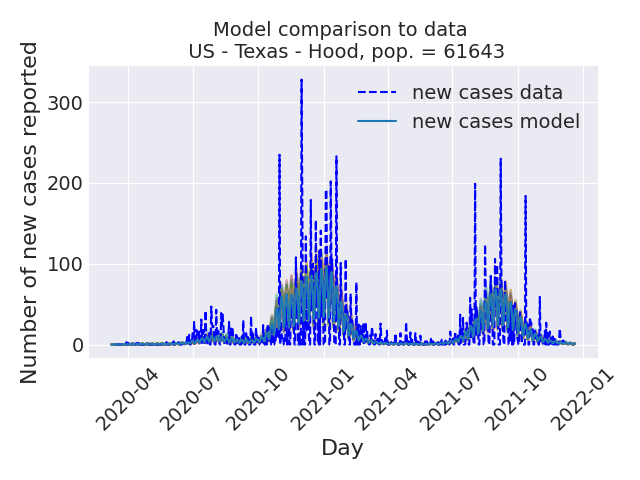 Model comparison to data
US - Texas - Hood, pop. = 61643
new cases data
new cases model
Number of new cases reported
300
200
100
0
2020-04
2020-07
2020-10
2021-01
2021-04
2021-07
2021-10
2022-01
Day